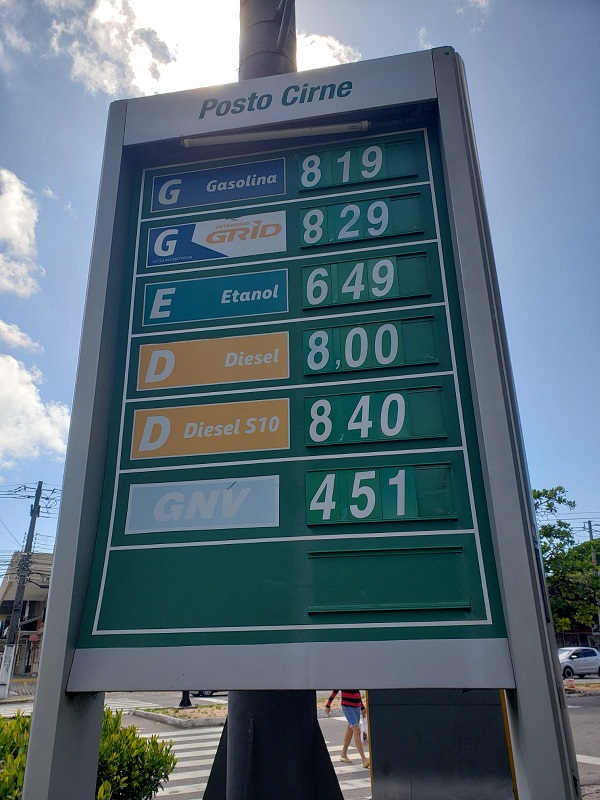 Posto Cirne
G Gasolina 8 19
G PETROBRAS GRID 8 29
E Etanol 6 49
D Diesel 8,00
D Diesel S10 8 40
GNV 4 51